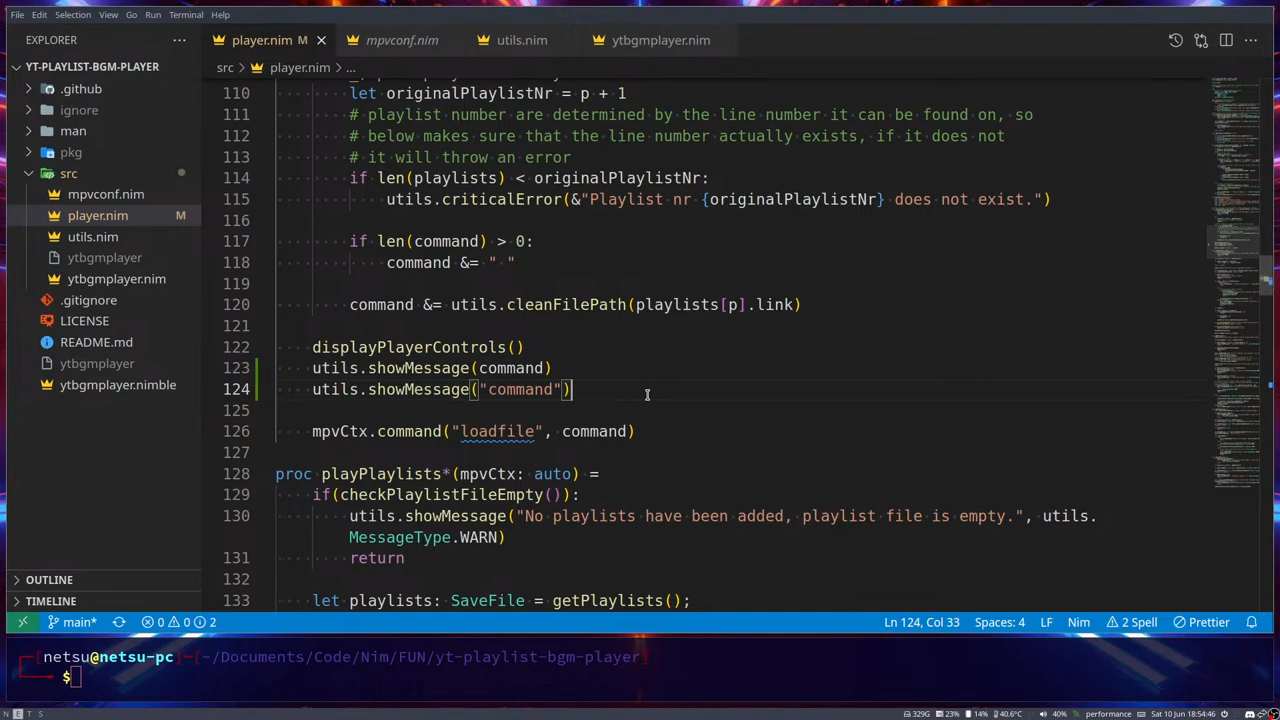 File Edit Selection View Go Run Terminal Help
EXPLORER
player.nim M
mpvconf.nim
utils.nim
ytbgmplayer.nim
YT-PLAYLIST-BGM-PLAYER
src > player.nim > ...
.github
ignore
man
pkg
src
mpvconf.nim
player.nim M
utils.nim
ytbgmplayer
ytbgmplayer.nim
.gitignore
LICENSE
README.md
ytbgmplayer
ytbgmplayer.nimble
OUTLINE
TIMELINE
110 let originalPlaylistNr = p + 1
111 # playlist number is determined by the line number it can be found on, so
112 # below makes sure that the line number actually exists, if it does not
113 # it will throw an error
114 if len(playlists) < originalPlaylistNr:
115 utils.criticalError(&"Playlist nr {originalPlaylistNr} does not exist.")
116
117 if len(command) > 0:
118 command &= " "
119
120 command &= utils.charFilePath(playlists[p].link)
121
122 displayPlayerControls()
123 utils.showMessage(command)
124 utils.showMessage("command")
125
126 mpvCtx.command("loadfile", command)
127
128 proc playPlaylists*(mpvCtx: auto) =
129 if(checkPlaylistFileEmpty()):
130 utils.showMessage("No playlists have been added, playlist file is empty.", utils.
MessageType.WARN)
131 return
132
133 let playlists: SaveFile = getPlaylists();
main* 0 0 2 Ln 124, Col 33 Spaces: 4 LF Nim 2 Spell Prettier
[netsu@netsu-pc]-[~/Documents/Code/Nim/FUN/yt-playlist-bgm-player]
$
N E T S 329G 23% 14% 40.6°C 40% performance Sat 10 Jun 18:54:46